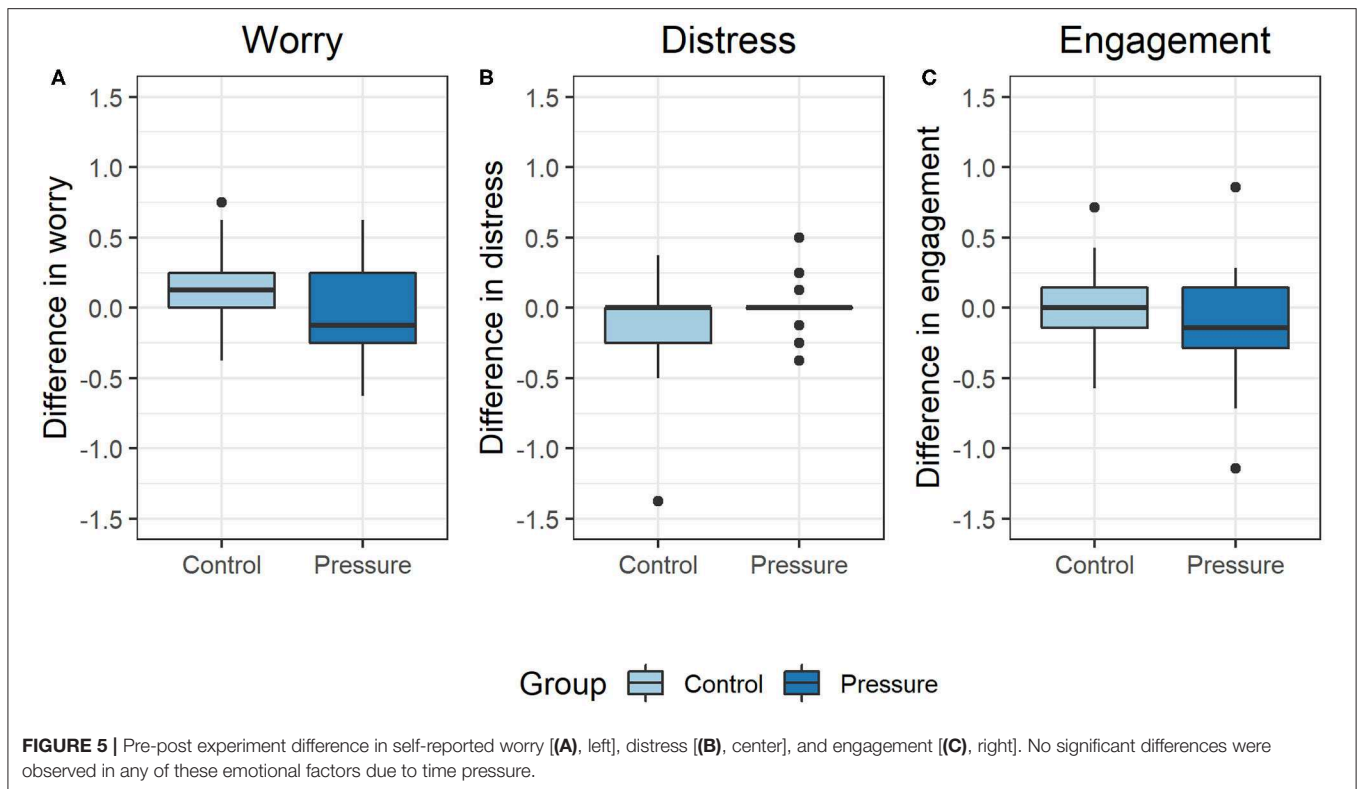 Worry
Distress
Engagement
A
B
C
Difference in worry
1.5
1.0
0.5
0.0
-0.5
-1.0
-1.5
Control Pressure
Difference in distress
1.5
1.0
0.5
0.0
-0.5
-1.0
-1.5
Control Pressure
Difference in engagement
1.5
1.0
0.5
0.0
-0.5
-1.0
-1.5
Control Pressure
Group Control Pressure
FIGURE 5 | Pre-post experiment difference in self-reported worry [(A), left], distress [(B), center], and engagement [(C), right]. No significant differences were
observed in any of these emotional factors due to time pressure.